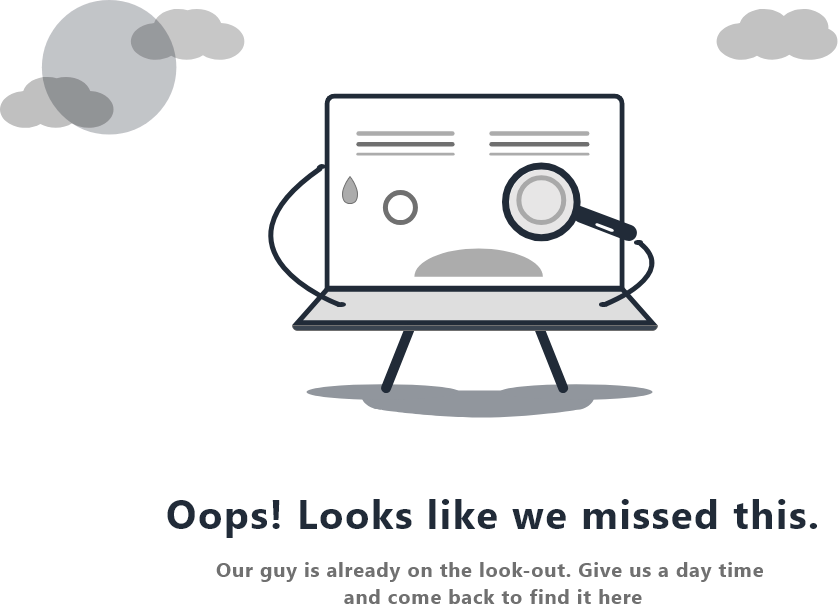 Oops! Looks like we missed this.
Our guy is already on the look-out. Give us a day time
and come back to find it here